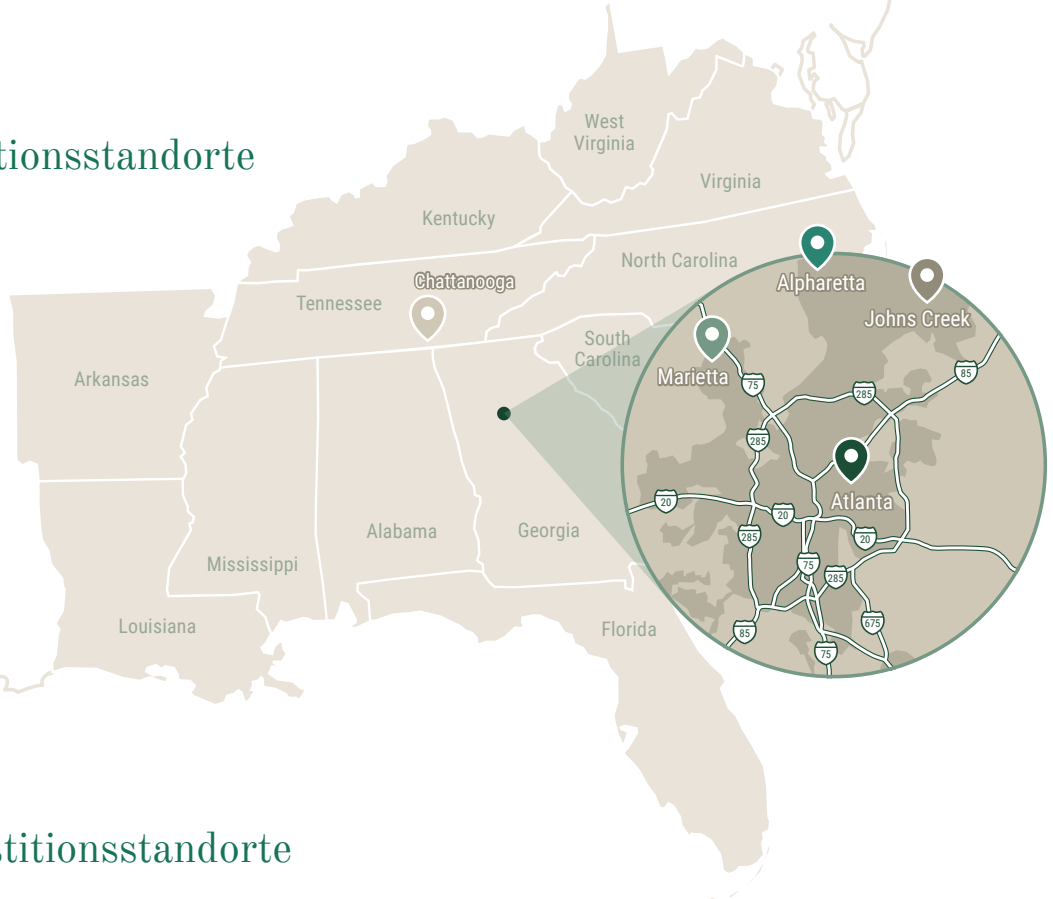 tionsstandorte
West
Virginia
Virginia
Kentucky
North Carolina
Chattanooga
Tennessee
Alpharetta
Johns Creek
South
Carolina
Marietta
Arkansas
85
75
285
285
Atlanta
20
20
Alabama
Georgia
285
20
Mississippi
75
285
Louisiana
Florida
85
675
75
titionsstandorte